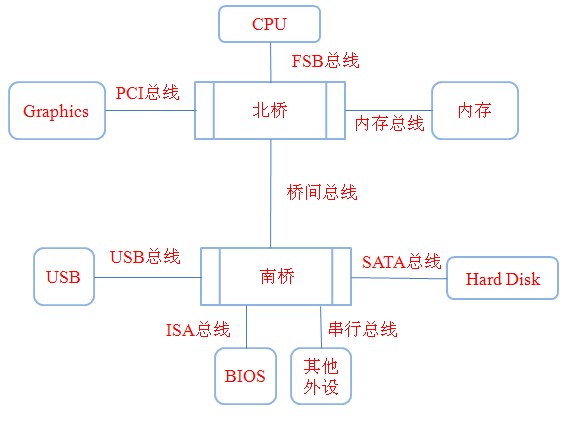 CPU
FSB总线
PCI总线
Graphics
北桥
内存总线
内存
桥间总线
USB总线
SATA总线
USB
南桥
Hard Disk
ISA总线
串行总线
BIOS
其他
外设